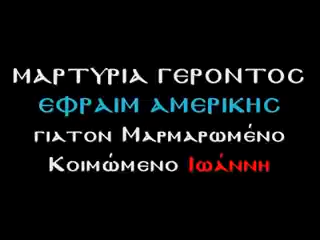 ΜΑΡΤΥΡΙΑ ΓΕΡΟΝΤΟΣ
ΕΦΡΑΙΜ ΑΜΕΡΙΚΗΣ
ΓΙΑΤΟΝ ΜΑΡΜΑΡΩΜΈΝΟ
ΚΟΙΜΏΜΕΝΟ ΙΩΆΝΝΗ